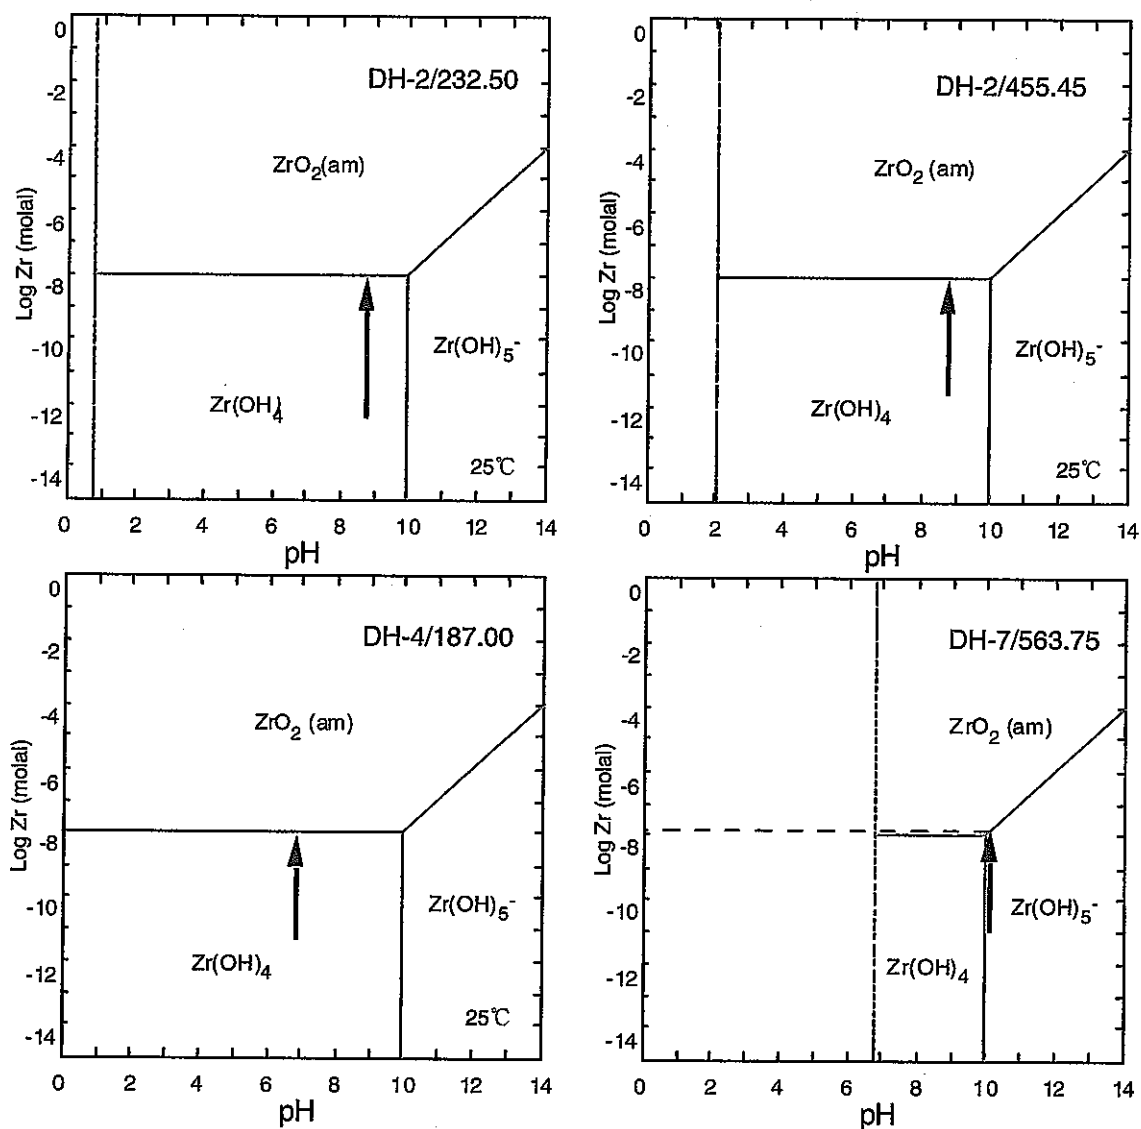 0
-2
-4
-6
-8
-10
-12
-14
Log Zr (molal)
DH-2/232.50
ZrO2(am)
Zr(OH)5-
Zr(OH)4
25℃
0 2 4 6 8 10 12 14
pH
0
-2
-4
-6
-8
-10
-12
-14
Log Zr (molal)
DH-2/455.45
ZrO2 (am)
Zr(OH)5-
Zr(OH)4
25℃
0 2 4 6 8 10 12 14
pH
0
-2
-4
-6
-8
-10
-12
-14
Log Zr (molal)
DH-4/187.00
ZrO2 (am)
Zr(OH)5-
Zr(OH)4
25℃
0 2 4 6 8 10 12 14
pH
0
-2
-4
-6
-8
-10
-12
-14
Log Zr (molal)
DH-7/563.75
ZrO2 (am)
Zr(OH)5-
Zr(OH)4
0 2 4 6 8 10 12 14
pH